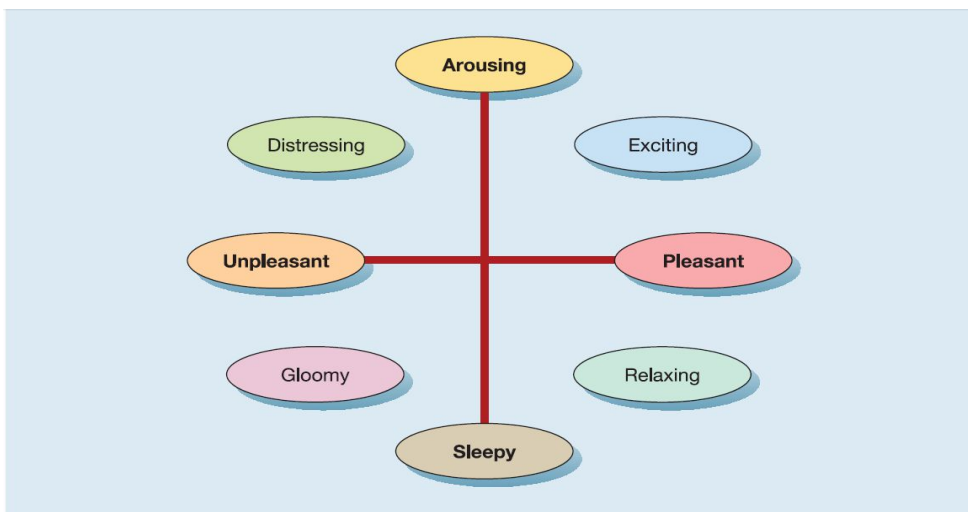 Arousing
Distressing
Exciting
Unpleasant
Pleasant
Gloomy
Relaxing
Sleepy